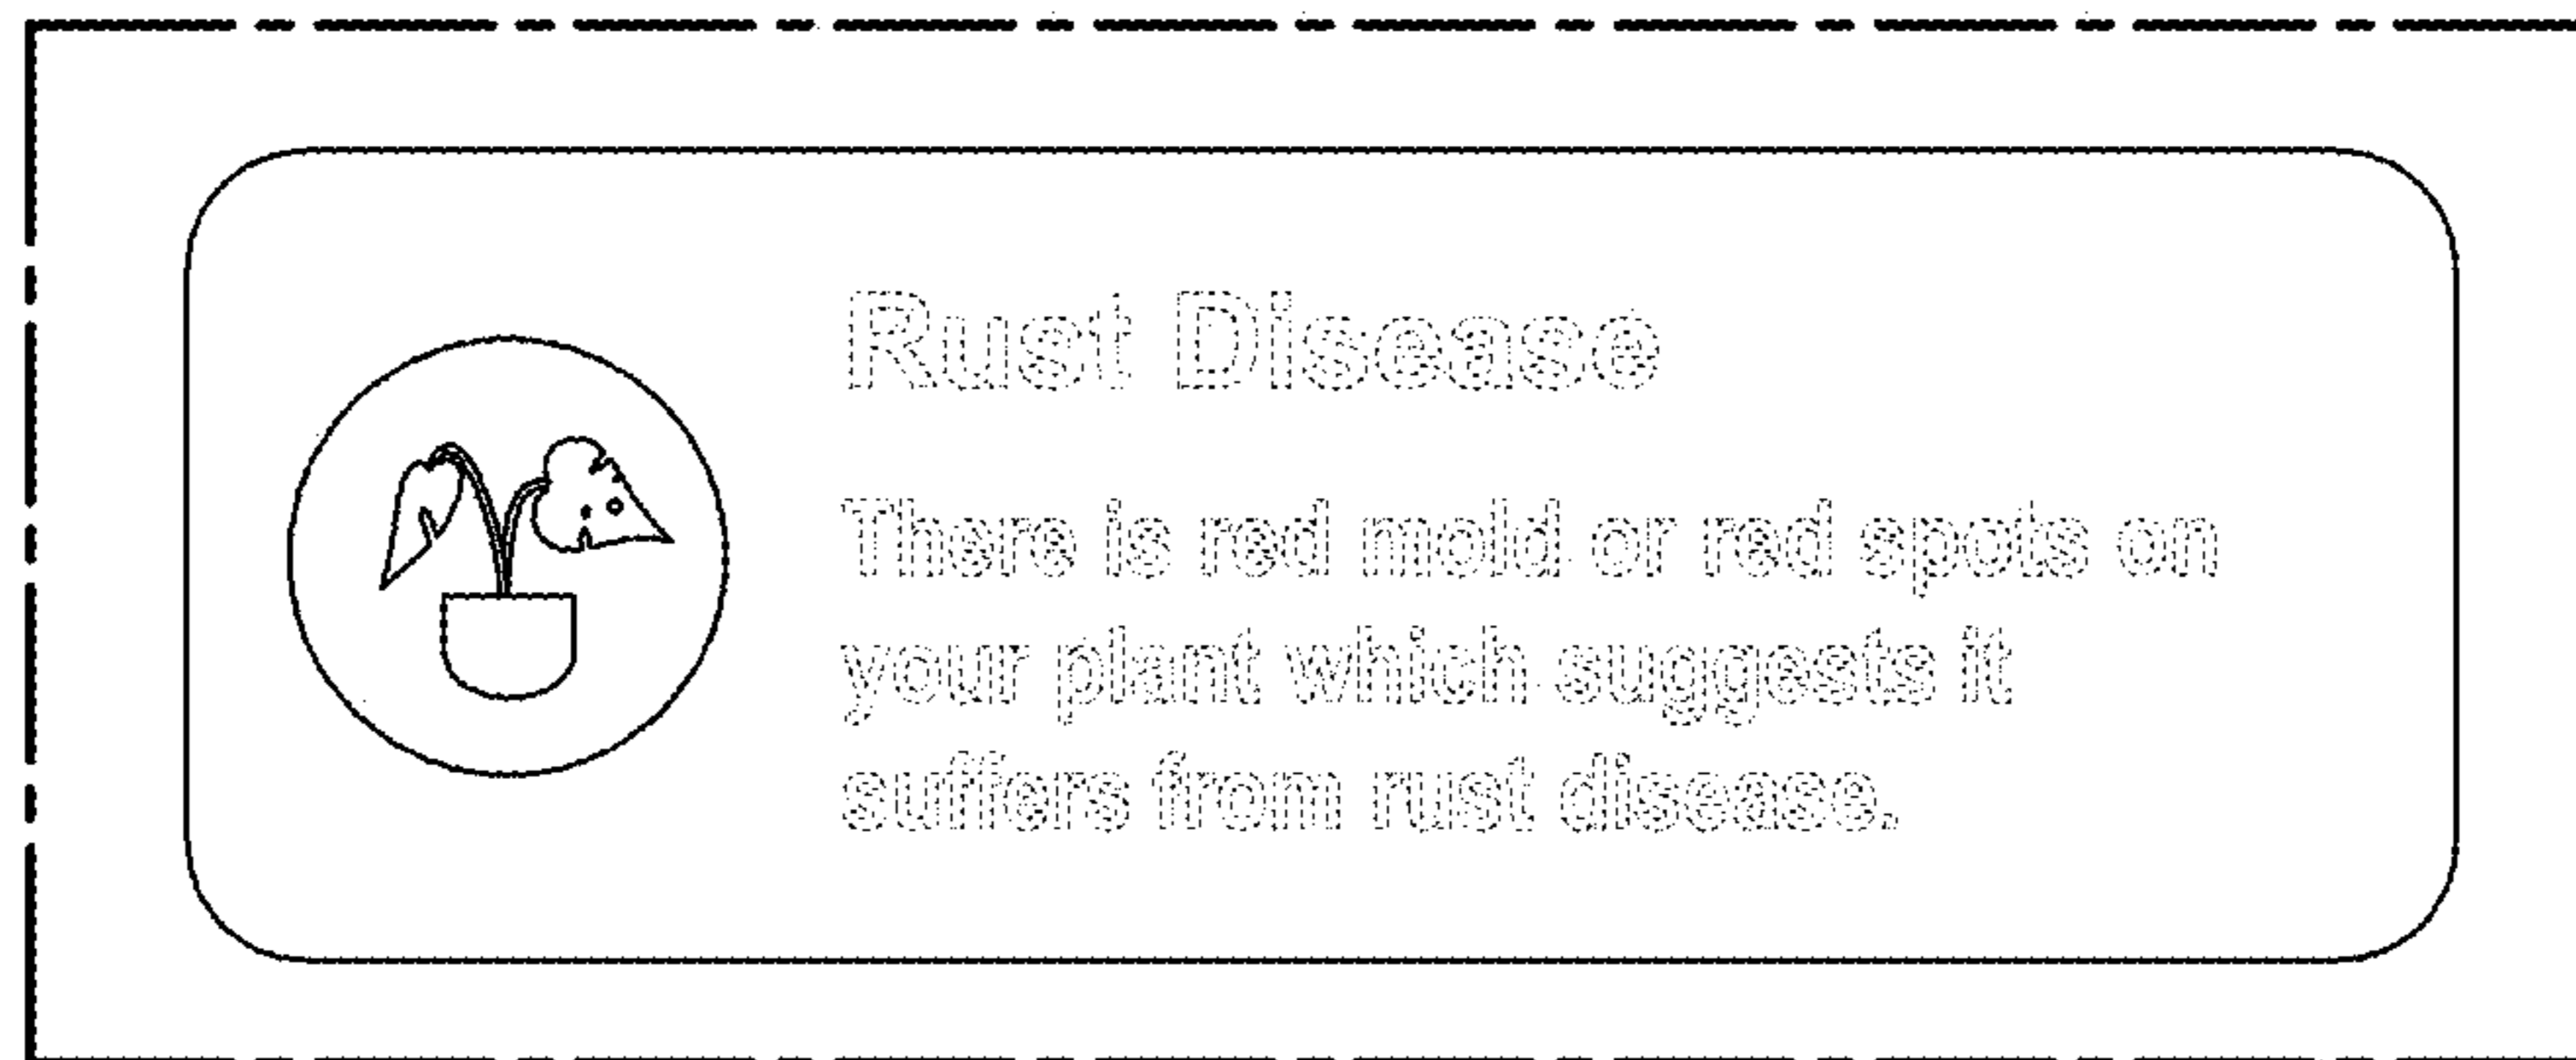 Rust Disease
There is red mold or red spots on
your plant which suggests it
suffers from rust disease.